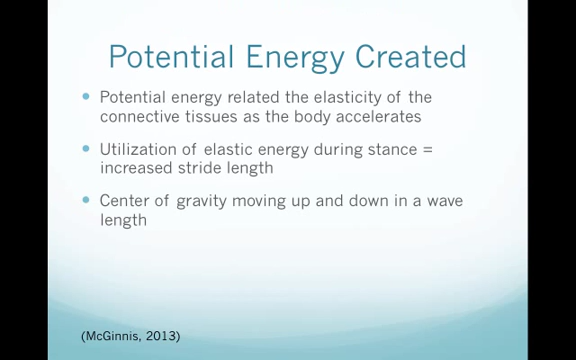 Potential Energy Created
• Potential energy related the elasticity of the
connective tissues as the body accelerates
• Utilization of elastic energy during stance =
increased stride length
• Center of gravity moving up and down in a wave
length
(McGinnis, 2013)